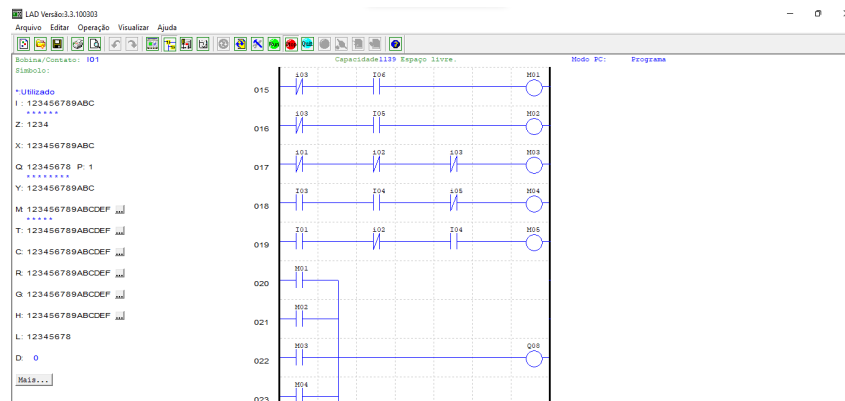 LAD Versão:3.3.100303
Arquivo Editar Operação Visualizar Ajuda
Bobina/Contato: I01
Capacidade1139 Espaço livre.
Modo PC: Programa
Símbolo:
*:Utilizado
I : 123456789ABC
* * * * * *
Z: 1234
X: 123456789ABC
Q: 12345678 P: 1
* * * * * * * *
Y: 123456789ABC
M: 123456789ABCDEF ...
* * * * *
T: 123456789ABCDEF ...
C: 123456789ABCDEF ...
R: 123456789ABCDEF ...
G: 123456789ABCDEF ...
H: 123456789ABCDEF ...
L: 12345678
D: 0
Mais...
i03 I06 M01
015
i03 I05 M02
016
i01 i02 i03 M03
017
I03 I04 i05 M04
018
I01 i02 I04 M05
019
M01
020
M02
021
M03 Q08
022
M04
023